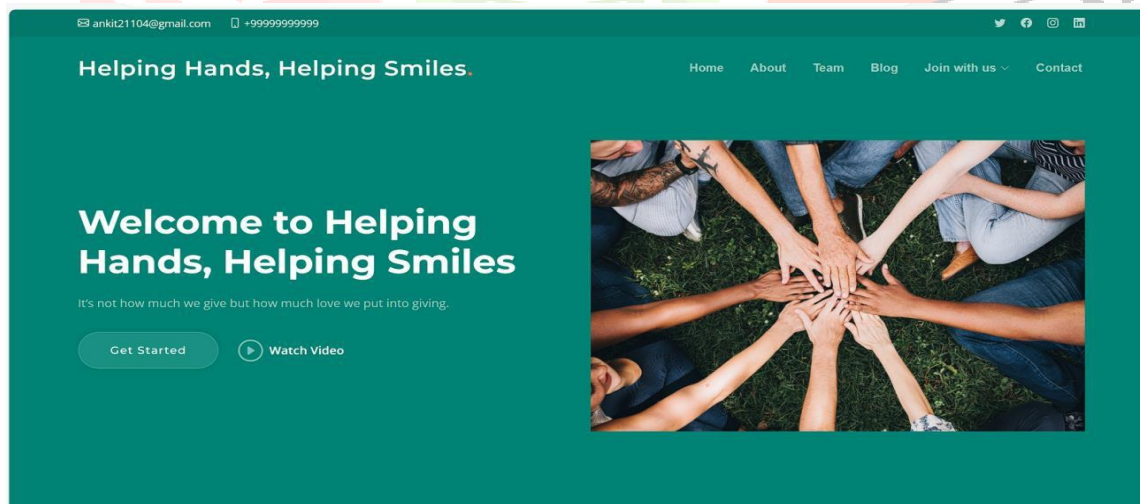 ankit21104@gmail.com +99999999999
Helping Hands, Helping Smiles.
Home About Team Blog Join with us Contact
Welcome to Helping
Hands, Helping Smiles
It's not how much we give but how much love we put into giving.
Get Started Watch Video